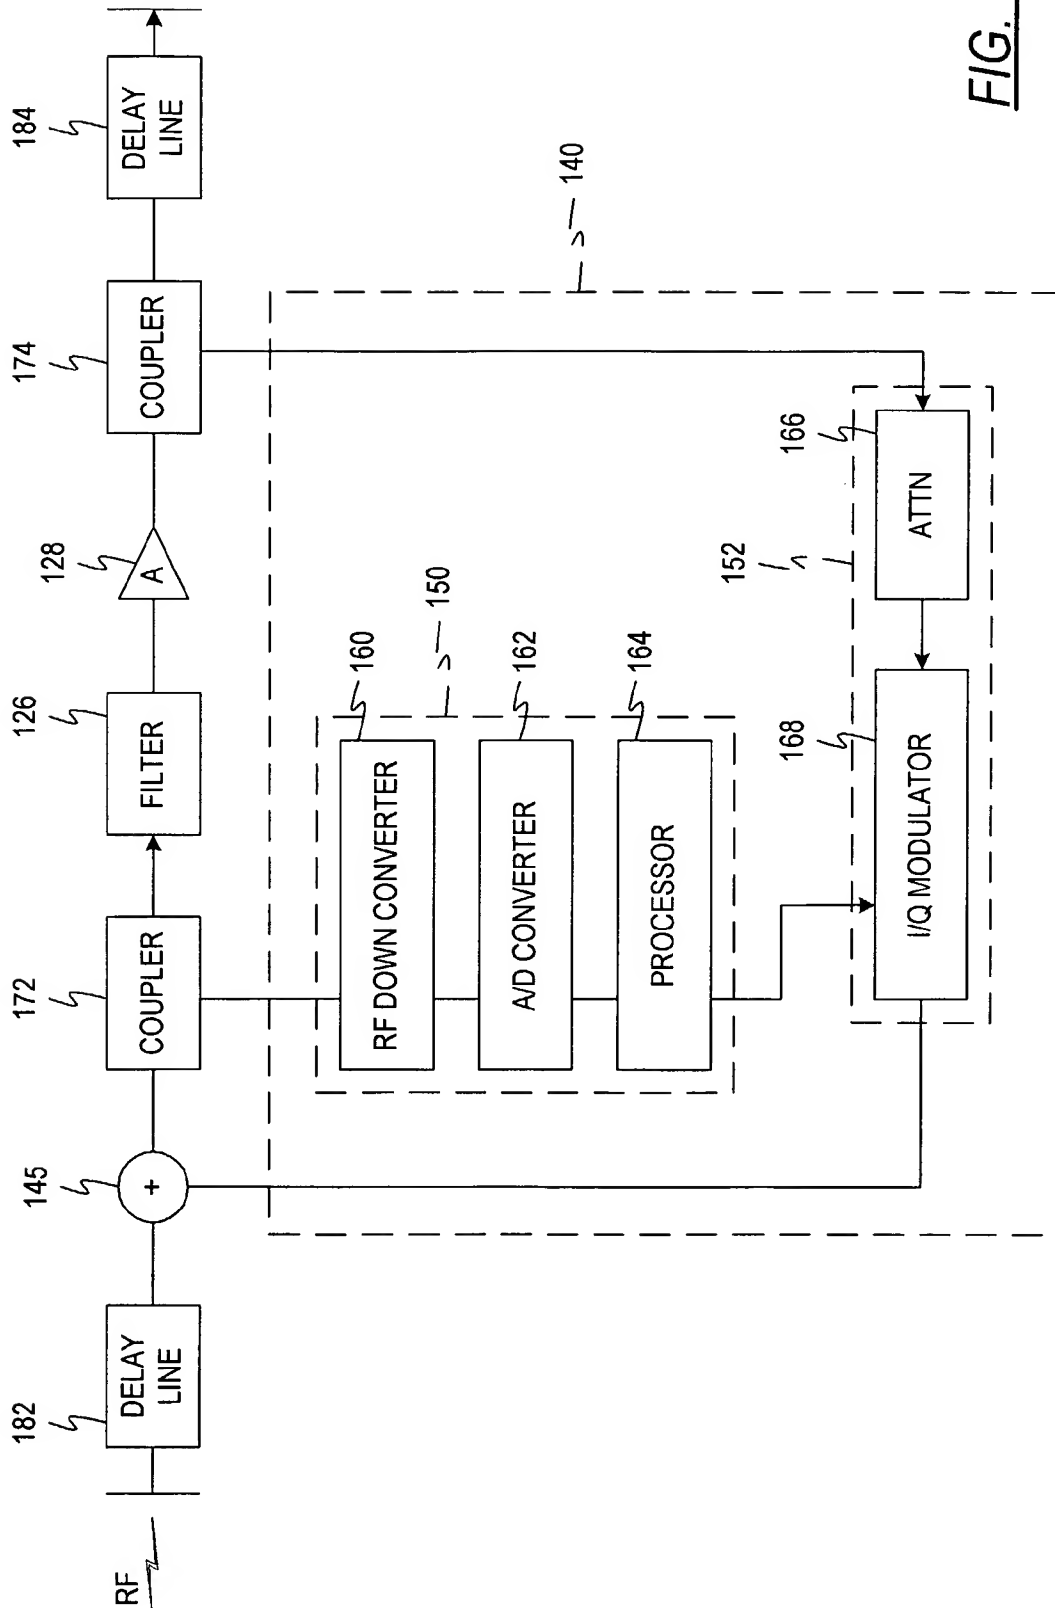 RF
182
DELAY
LINE
145
+
172
COUPLER
126
FILTER
128
A
174
COUPLER
184
DELAY
LINE
140
150
160
RF DOWN CONVERTER
162
A/D CONVERTER
164
PROCESSOR
152
168
I/Q MODULATOR
166
ATTN
FIG.